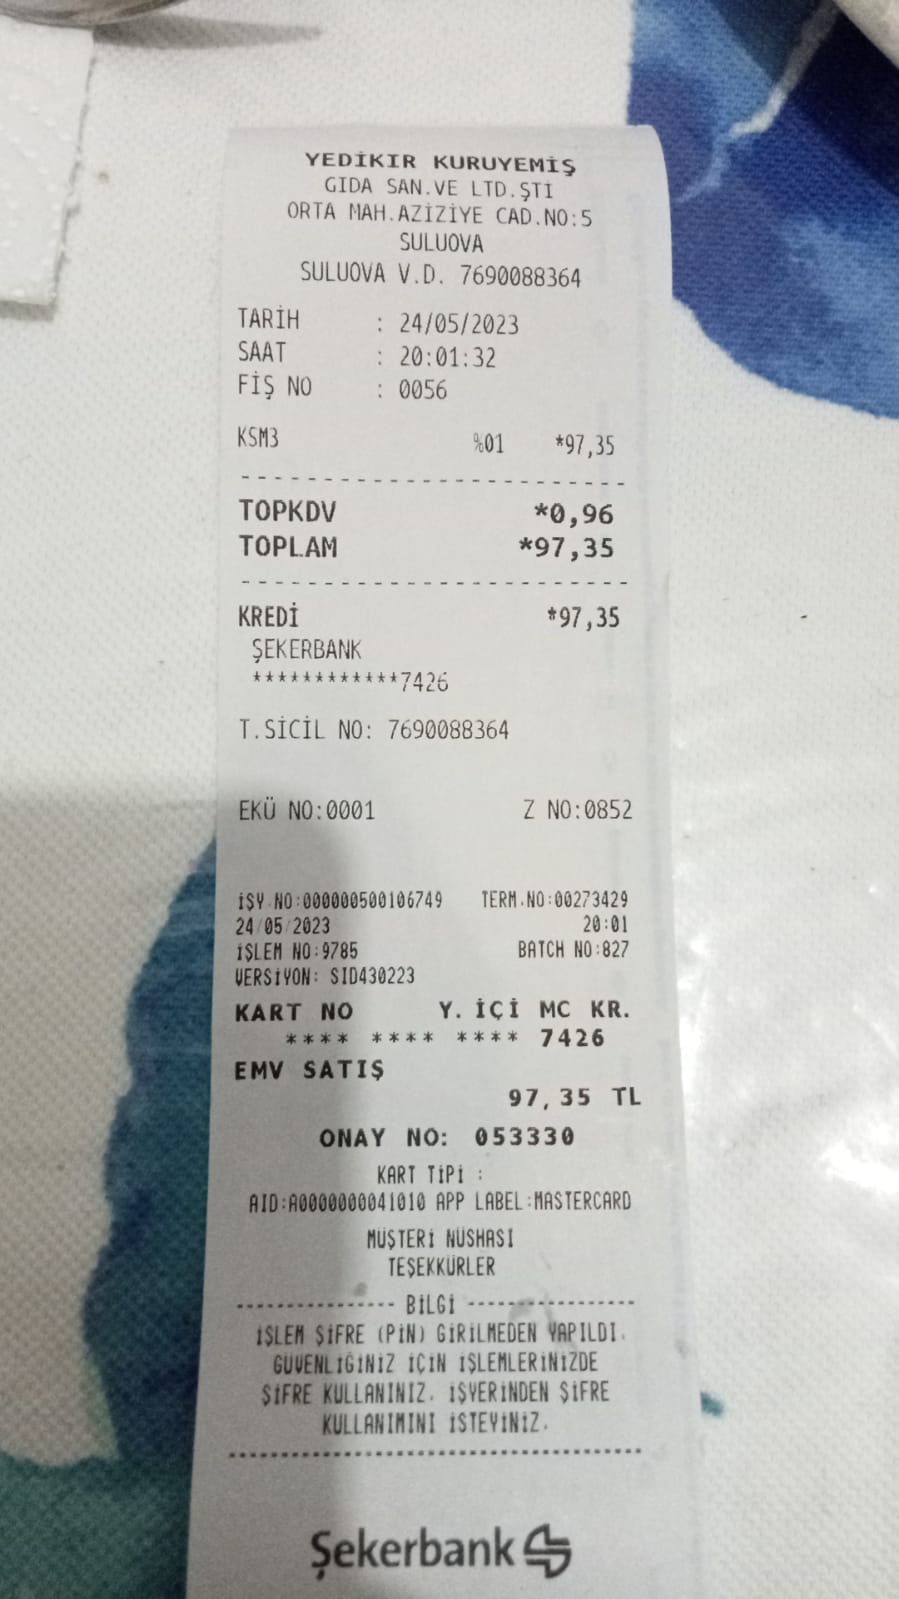 YEDİKIR KURUYEMİŞ
GIDA SAN.VE LTD.ŞTİ
ORTA MAH.AZİZİYE CAD.NO:5
SULUOVA
SULUOVA V.D. 7690088364
TARİH : 24/05/2023
SAAT : 20:01:32
FİŞ NO : 0056
KSM3 %01 *97,35
TOPKDV *0,96
TOPLAM *97,35
KREDİ *97,35
ŞEKERBANK
************7426
T.SİCİL NO: 7690088364
EKÜ NO:0001 Z NO:0852
İŞY.NO:000000500106749 TERM.NO:00273429
24/05/2023 20:01
İŞLEM NO:9785 BATCH NO:827
VERSİYON: SID430223
KART NO Y. İÇİ MC KR.
**** **** **** 7426
EMV SATIŞ
97,35 TL
ONAY NO: 053330
KART TİPİ :
AID:A0000000041010 APP LABEL:MASTERCARD
MÜŞTERİ NÜSHASI
TEŞEKKÜRLER
--------------- BİLGİ ----------------
İŞLEM ŞİFRE (PİN) GİRİLMEDEN YAPILDI.
GÜVENLİĞİNİZ İÇİN İŞLEMLERİNİZDE
ŞİFRE KULLANINIZ. İŞYERİNDEN ŞİFRE
KULLANIMINI İSTEYİNİZ.
Şekerbank